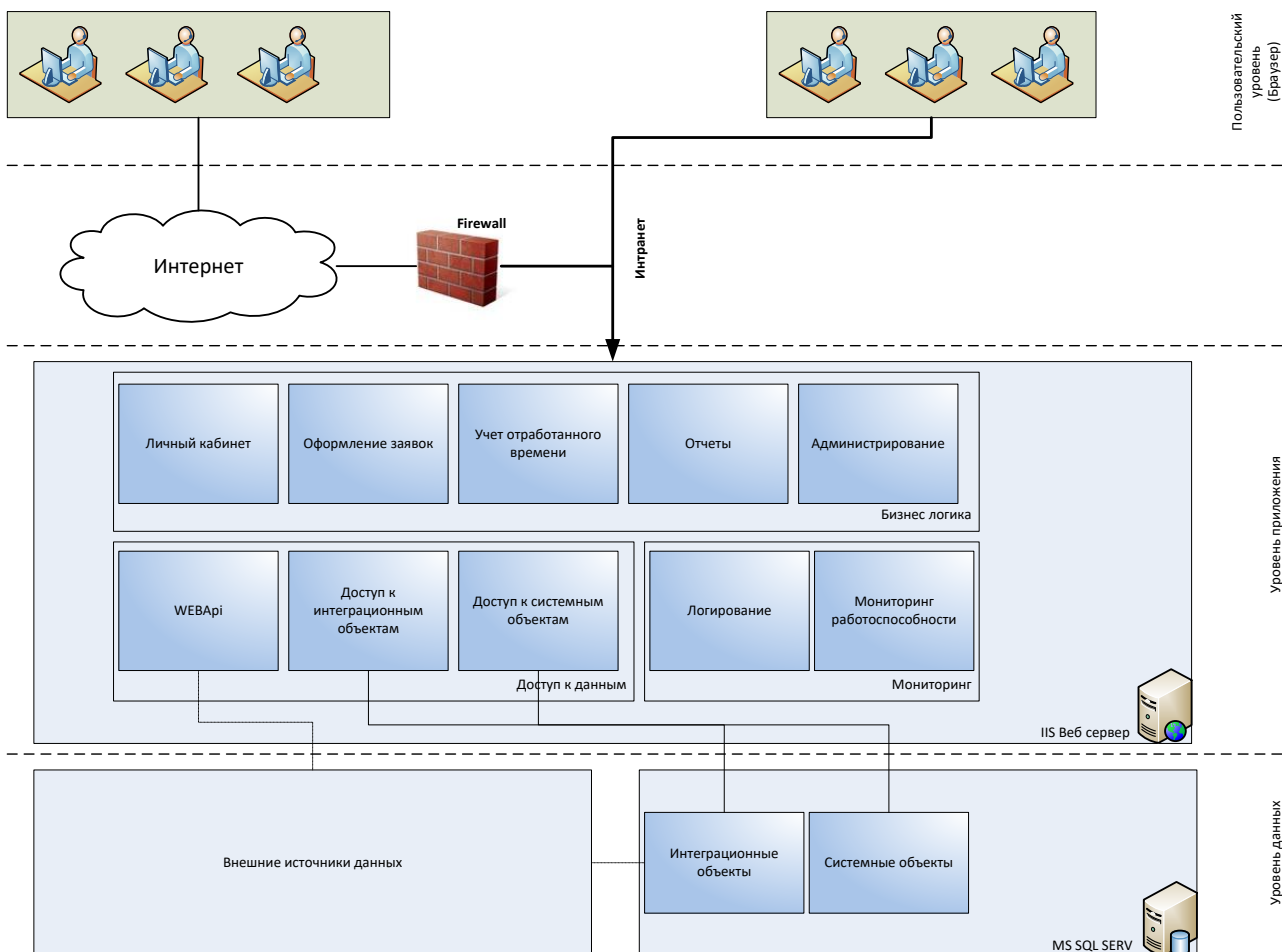 Пользовательский
уровень
(Браузер)
Firewall
Интернет
Интранет
Личный кабинет
Оформление заявок
Учет отработанного
времени
Отчеты
Администрирование
Бизнес логика
Уровень приложения
WEBApi
Доступ к
интеграционным
объектам
Доступ к системным
объектам
Логирование
Мониторинг
работоспособности
Доступ к данным
Мониторинг
IIS Веб сервер
Внешние источники данных
Интеграционные
объекты
Системные объекты
Уровень данных
MS SQL SERV